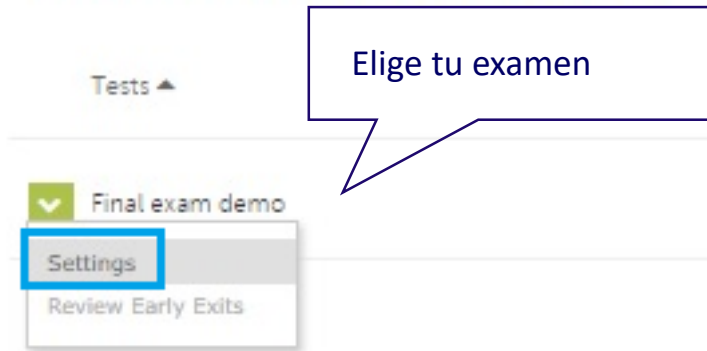 Elige tu examen
Tests ▲
Final exam demo
Settings
Review Early Exits